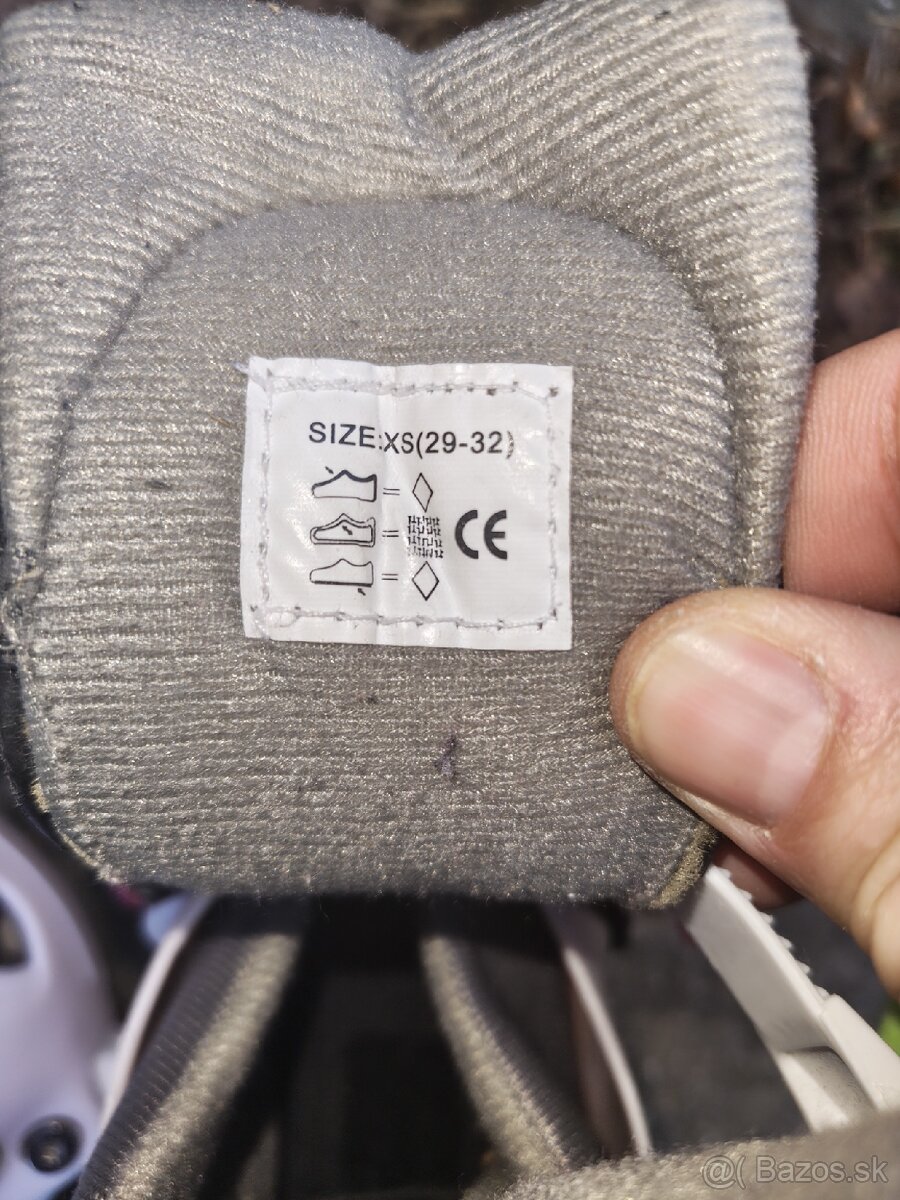 SIZE:XS(29-32)
=
= CE
=
@( Bazos.sk